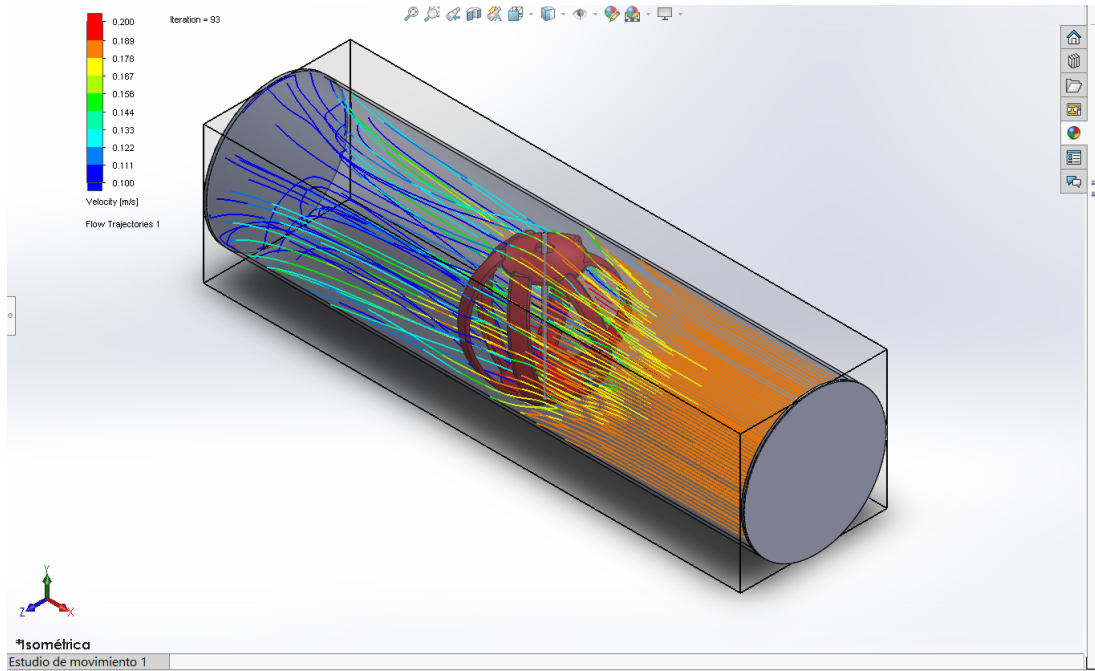 0.200
Iteration = 93
0.189
0.178
0.167
0.156
0.144
0.133
0.122
0.111
0.100
Velocity [m/s]
Flow Trajectories 1
Y
Z
X
*Isométrica
Estudio de movimiento 1